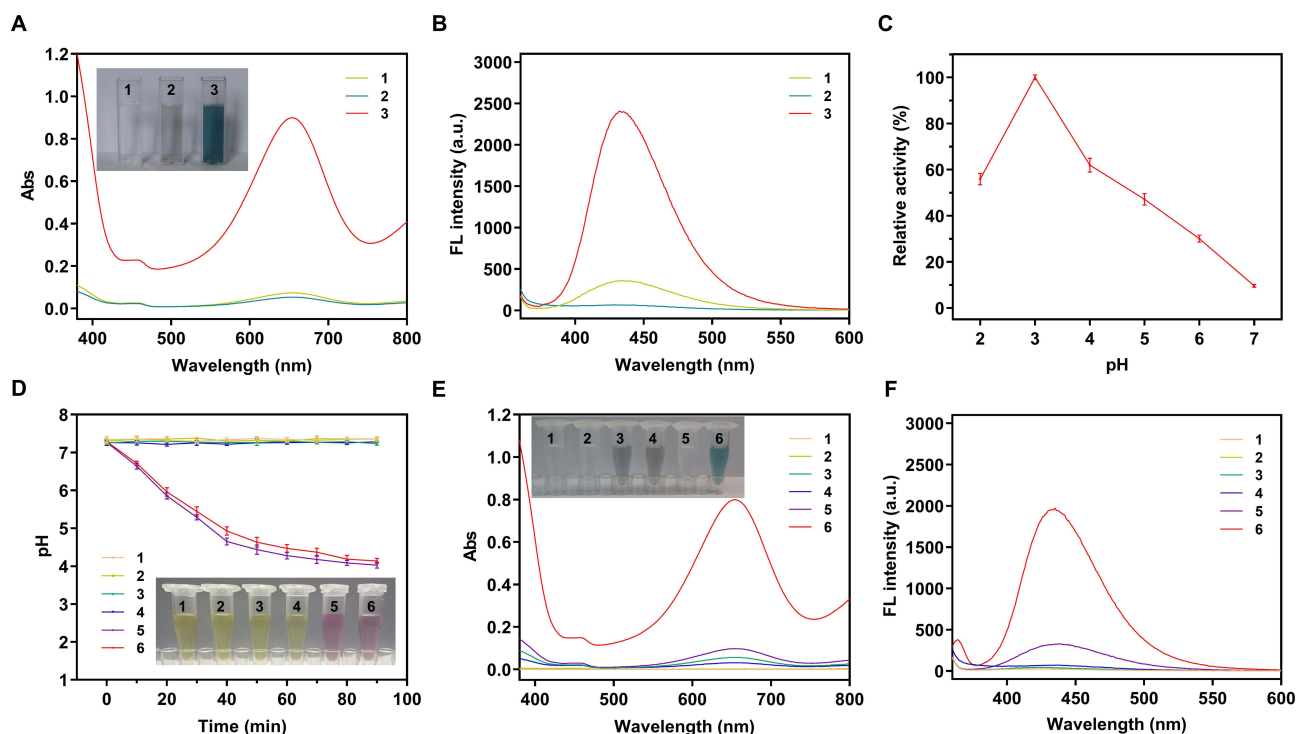 A
1.2
1.0
0.8
0.6
0.4
0.2
0.0
Abs
400 500 600 700 800
Wavelength (nm)
1 2 3
1
2
3
B
3000
2500
2000
1500
1000
500
0
FL intensity (a.u.)
400 450 500 550 600
Wavelength (nm)
1
2
3
C
100
80
60
40
20
0
Relative activity (%)
2 3 4 5 6 7
pH
D
8
7
6
5
4
3
2
1
pH
0 20 40 60 80 100
Time (min)
1
2
3
4
5
6
1 2 3 4 5 6
E
1.2
1.0
0.8
0.6
0.4
0.2
0.0
Abs
400 500 600 700 800
Wavelength (nm)
1 2 3 4 5 6
1
2
3
4
5
6
F
3000
2500
2000
1500
1000
500
0
FL intensity (a.u.)
400 450 500 550 600
Wavelength (nm)
1
2
3
4
5
6